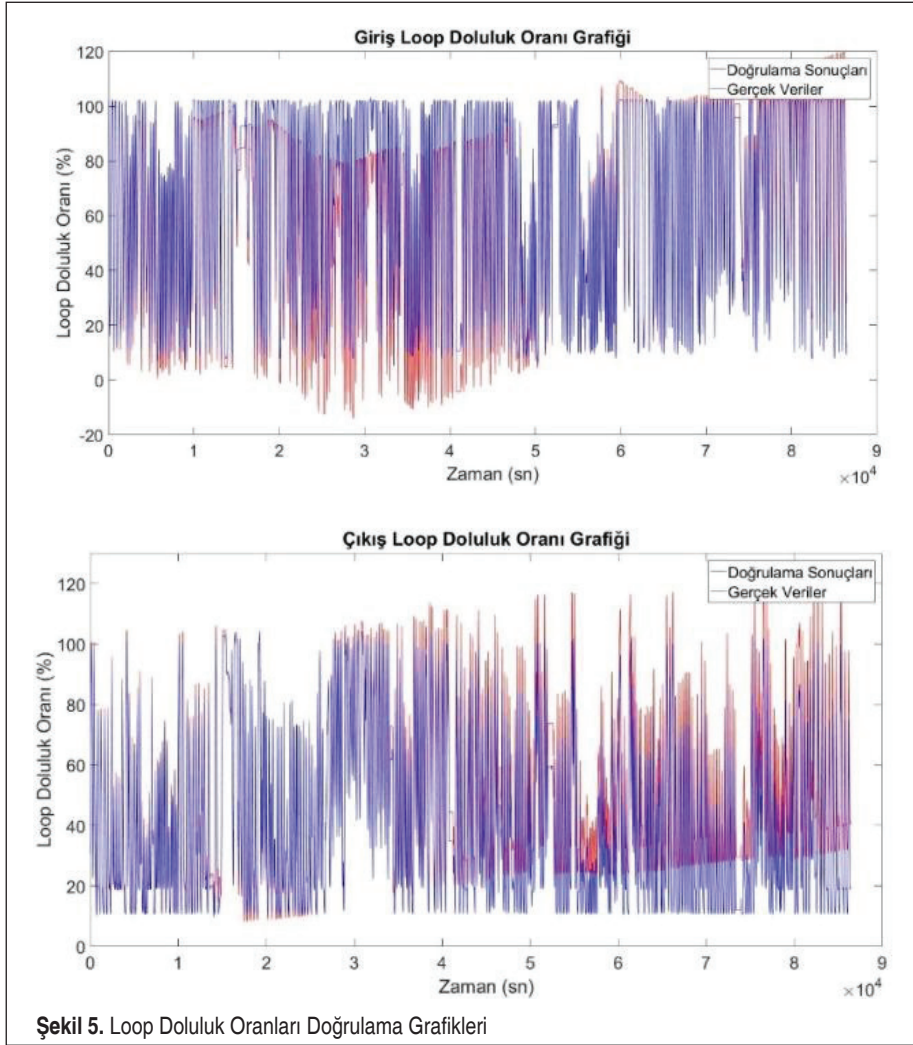 Giriş Loop Doluluk Oranı Grafiği
Doğrulama Sonuçları
Gerçek Veriler
Loop Doluluk Oranı (%)
120
100
80
60
40
20
0
-20
0 1 2 3 4 5 6 7 8 9
Zaman (sn)
×10⁴
Çıkış Loop Doluluk Oranı Grafiği
Doğrulama Sonuçları
Gerçek Veriler
Loop Doluluk Oranı (%)
120
100
80
60
40
20
0
0 1 2 3 4 5 6 7 8 9
Zaman (sn)
×10⁴
Şekil 5. Loop Doluluk Oranları Doğrulama Grafikleri